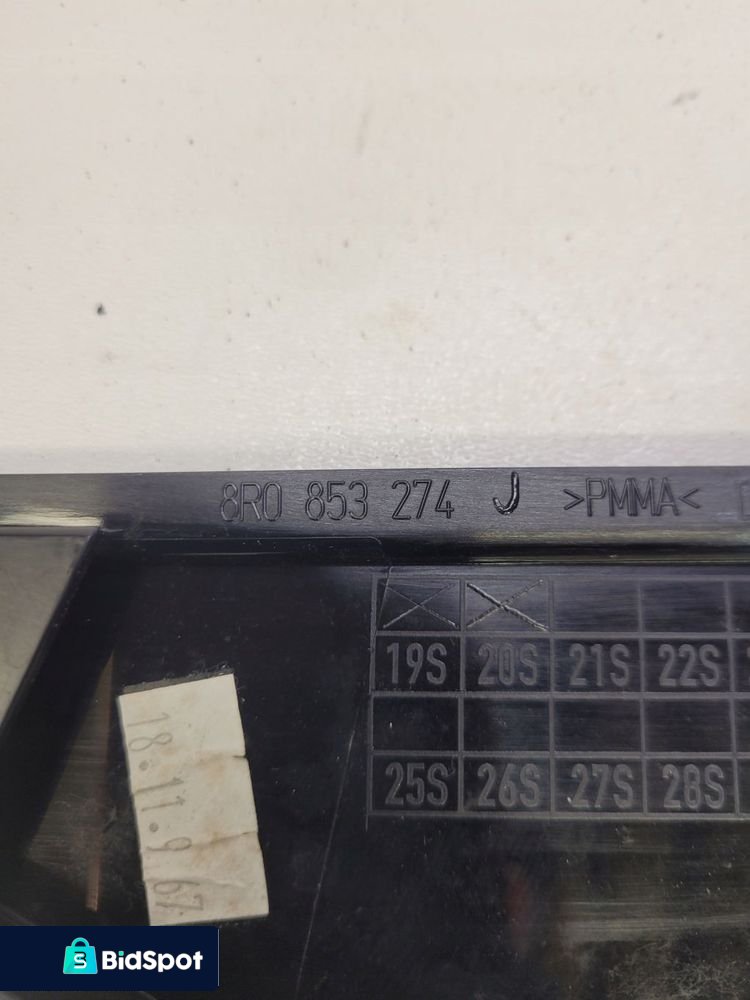 8R0 853 274 J >PMMA<
19S 20S 21S 22S
25S 26S 27S 28S
18.11.9.67
BidSpot